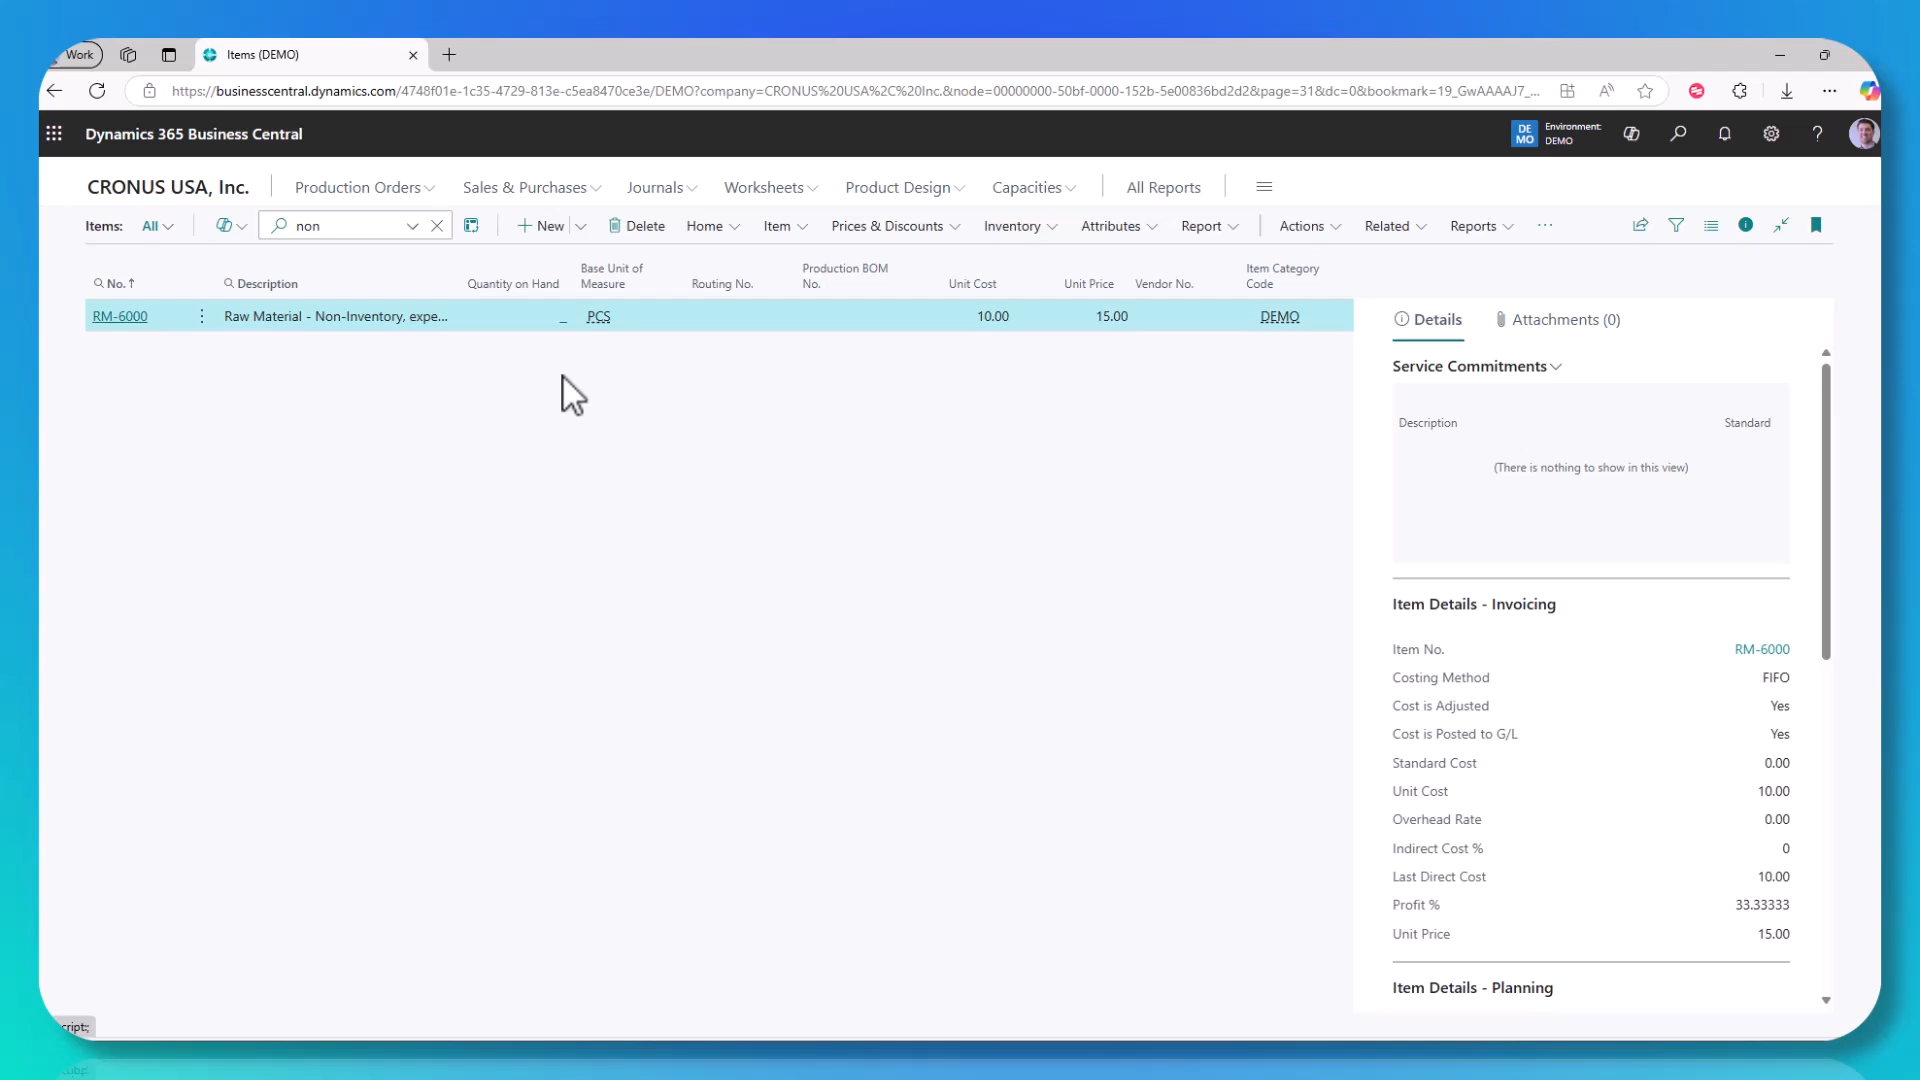 Work
Items (DEMO)
https://businesscentral.dynamics.com/4748f01e-1c35-4729-813e-c5ea8470ce3e/DEMO?company=CRONUS%20USA%2C%20Inc.&node=00000000-50bf-0000-152b-5e00836bd2d2&page=31&dc=0&bookmark=19_GwAAAAJ7_...
Dynamics 365 Business Central
DE MO
Environment:
DEMO
CRONUS USA, Inc.
Production Orders
Sales & Purchases
Journals
Worksheets
Product Design
Capacities
All Reports
Items:
All
non
New
Delete
Home
Item
Prices & Discounts
Inventory
Attributes
Report
Actions
Related
Reports
No. ↑
Description
Quantity on Hand
Base Unit of Measure
Routing No.
Production BOM No.
Unit Cost
Unit Price
Vendor No.
Item Category Code
RM-6000
Raw Material - Non-Inventory, expe...
_
PCS
10.00
15.00
DEMO
Details
Attachments (0)
Service Commitments
Description
Standard
(There is nothing to show in this view)
Item Details - Invoicing
Item No.
RM-6000
Costing Method
FIFO
Cost is Adjusted
Yes
Cost is Posted to G/L
Yes
Standard Cost
0.00
Unit Cost
10.00
Overhead Rate
0.00
Indirect Cost %
0
Last Direct Cost
10.00
Profit %
33.33333
Unit Price
15.00
Item Details - Planning
cript:;